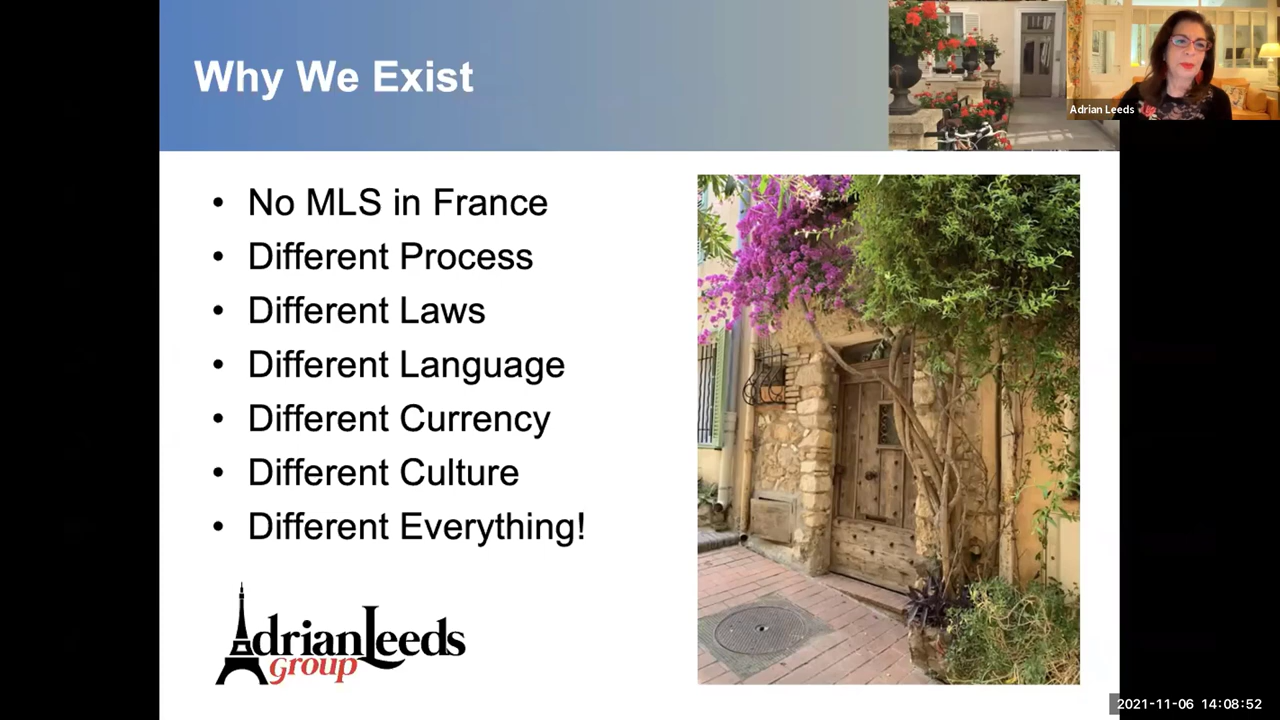 Why We Exist
Adrian Leeds
• No MLS in France
• Different Process
• Different Laws
• Different Language
• Different Currency
• Different Culture
• Different Everything!
AdrianLeeds
group
2021-11-06 14:08:52